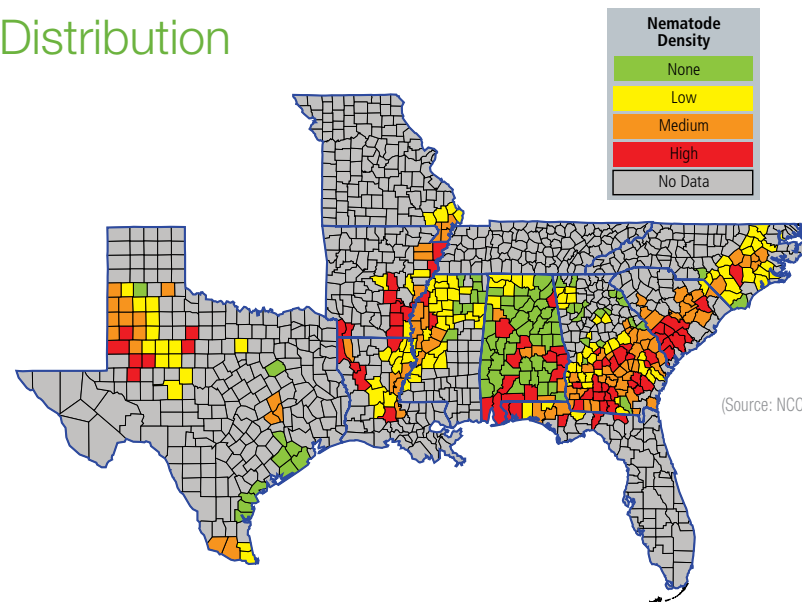 Distribution
Nematode
Density
None
Low
Medium
High
No Data
(Source: NCC